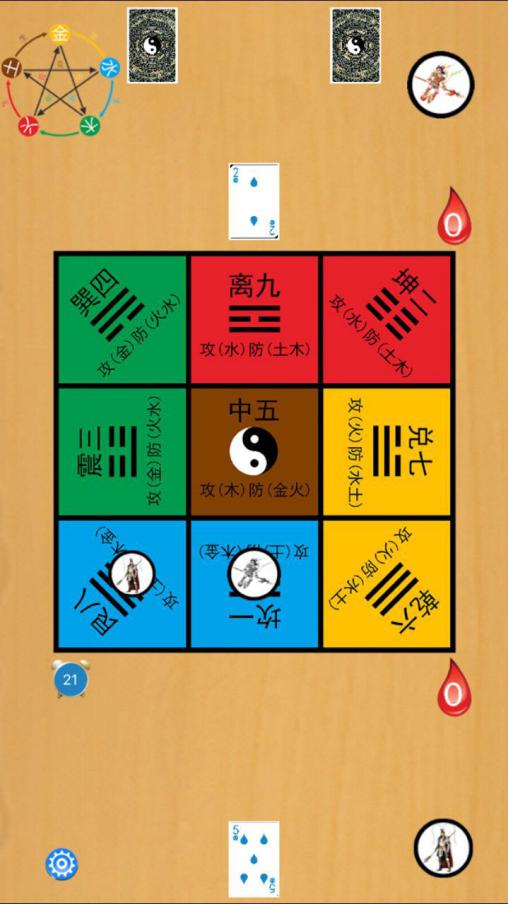 金
土
水
火
木
2
2
0
巽四
攻(金)防(火水)
离九
攻(水)防(土木)
坤二
攻(水)防(土木)
震三
攻(金)防(火水)
中五
攻(木)防(金火)
兑七
攻(火)防(水土)
艮八
坎一
攻(土)防(木金)
乾六
攻(火)防(水土)
21
0
5
5